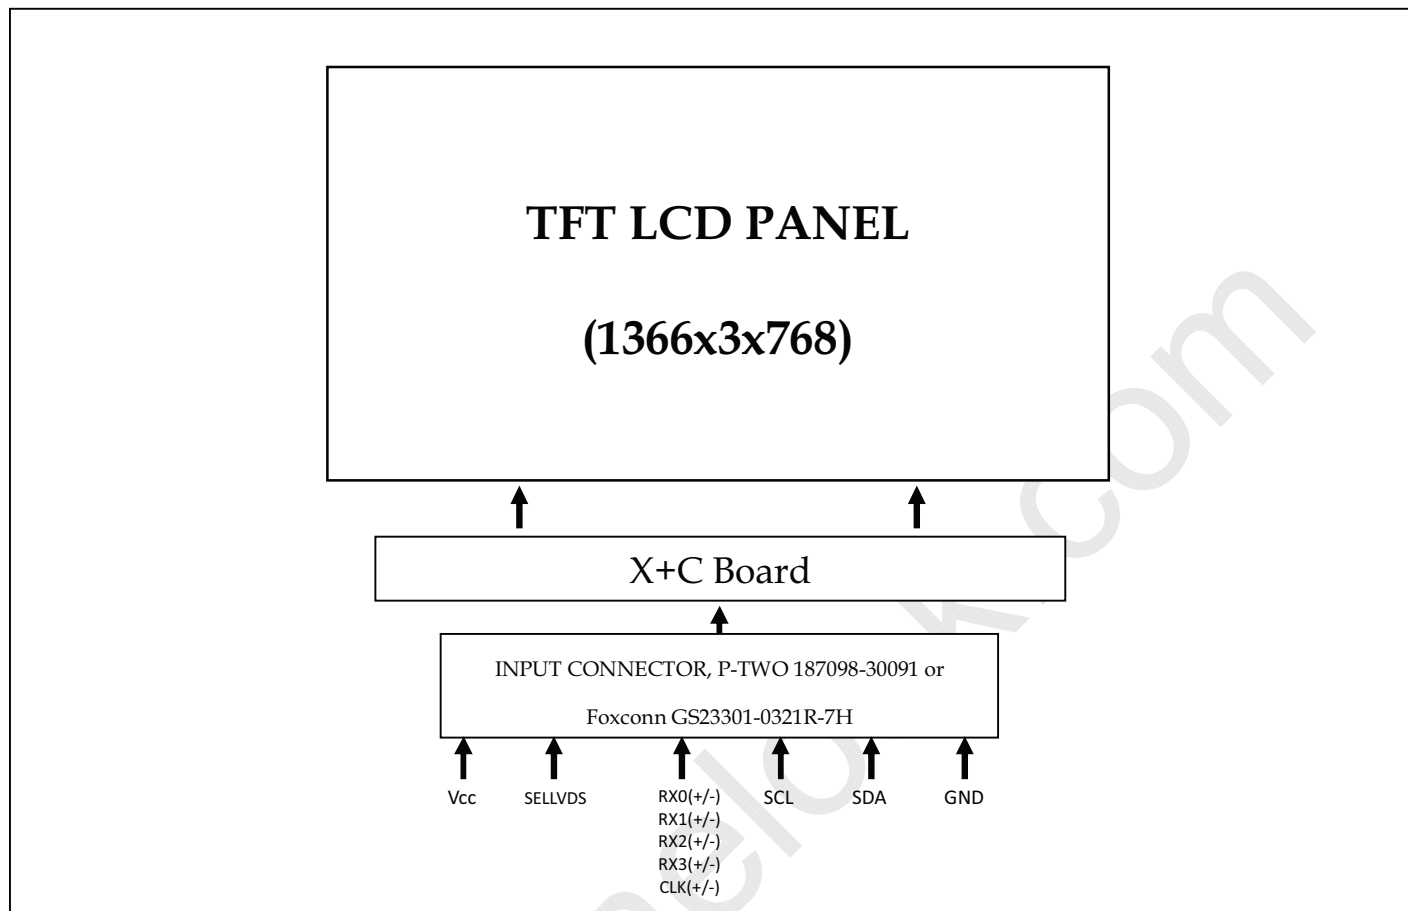 TFT LCD PANEL
(1366x3x768)
X+C Board
INPUT CONNECTOR, P-TWO 187098-30091 or
Foxconn GS23301-0321R-7H
Vcc SELLVDS RX0(+/-) SCL SDA GND
RX1(+/-)
RX2(+/-)
RX3(+/-)
CLK(+/-)